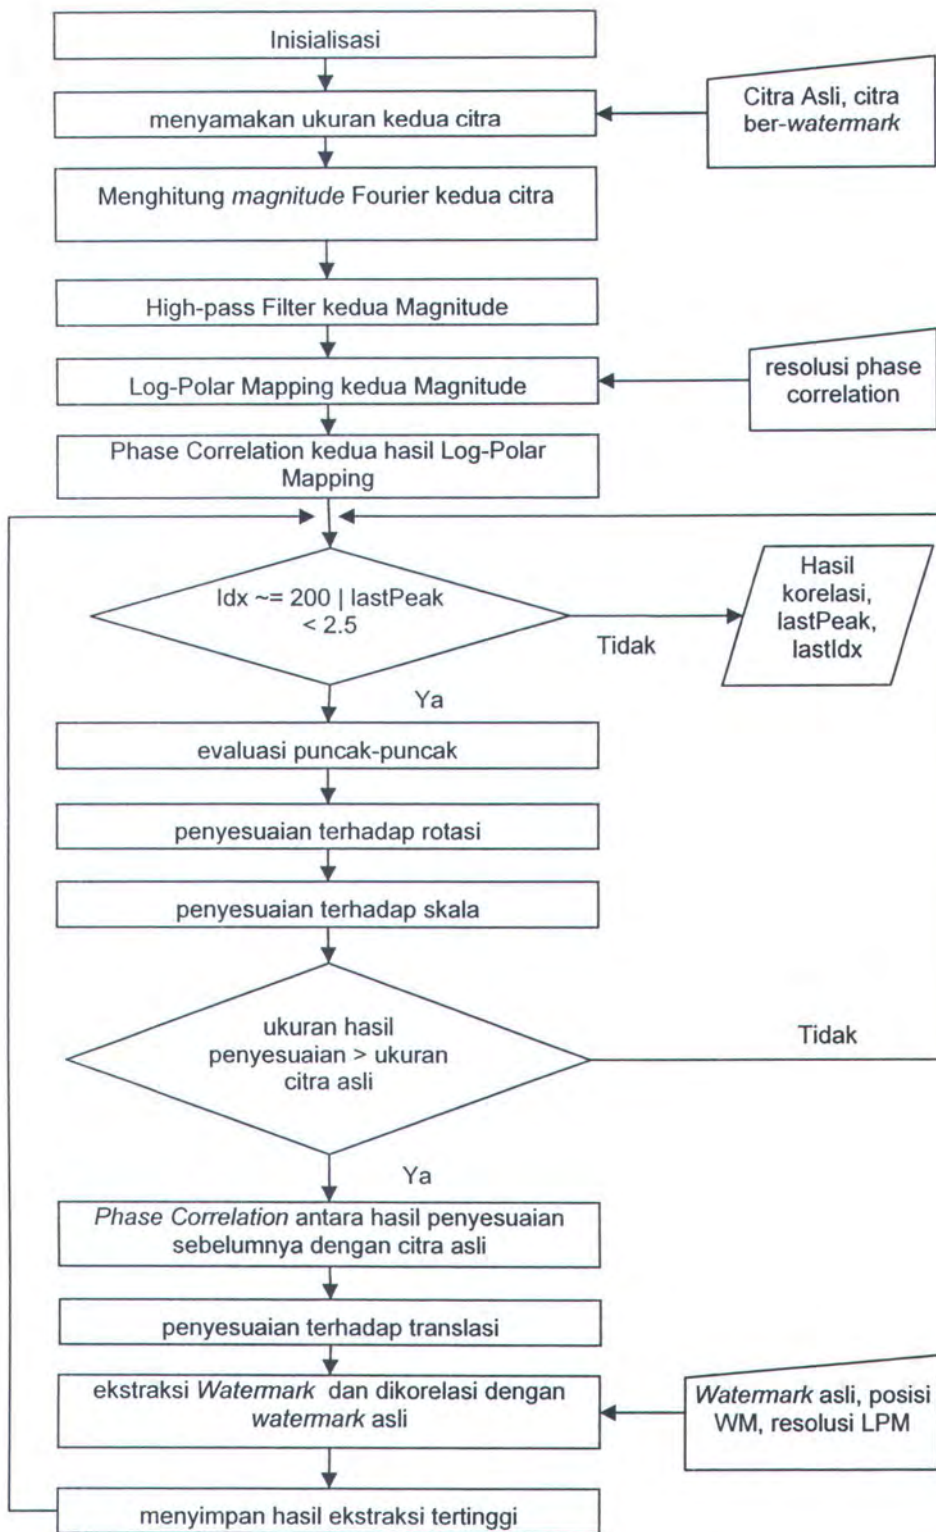 Inisialisasi
menyamakan ukuran kedua citra
Citra Asli, citra
ber-watermark
Menghitung magnitude Fourier kedua citra
High-pass Filter kedua Magnitude
Log-Polar Mapping kedua Magnitude
resolusi phase
correlation
Phase Correlation kedua hasil Log-Polar
Mapping
Idx ~= 200 | lastPeak
< 2.5
Tidak
Hasil
korelasi,
lastPeak,
lastIdx
Ya
evaluasi puncak-puncak
penyesuaian terhadap rotasi
penyesuaian terhadap skala
ukuran hasil
penyesuaian > ukuran
citra asli
Tidak
Ya
Phase Correlation antara hasil penyesuaian
sebelumnya dengan citra asli
penyesuaian terhadap translasi
ekstraksi Watermark dan dikorelasi dengan
watermark asli
Watermark asli, posisi
WM, resolusi LPM
menyimpan hasil ekstraksi tertinggi